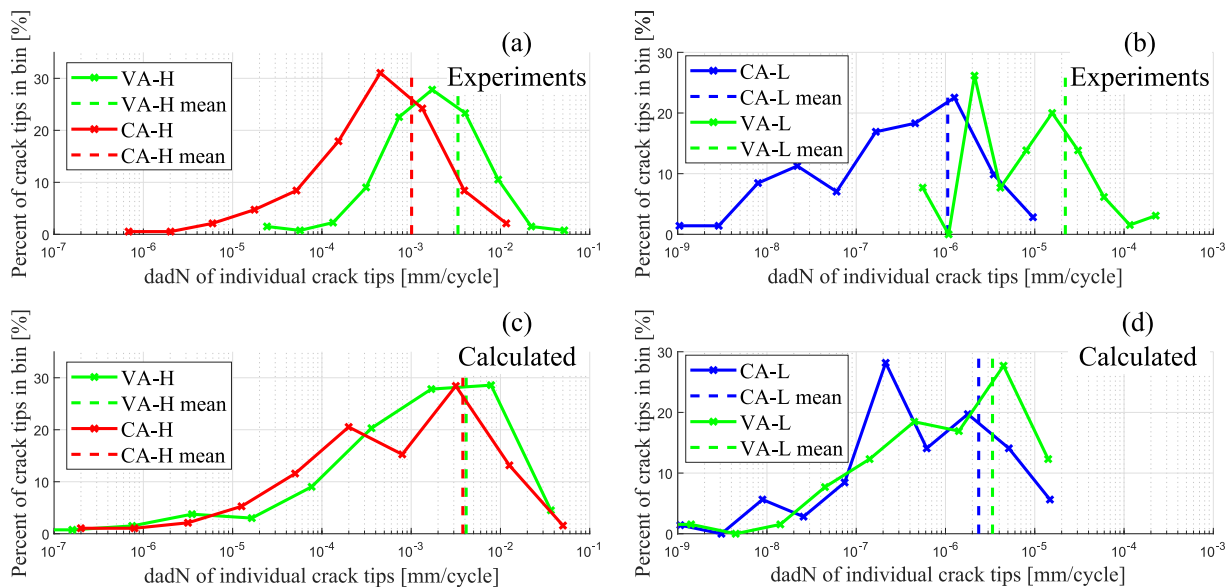 (a)
Experiments
VA-H
VA-H mean
CA-H
CA-H mean
Percent of crack tips in bin [%]
30
20
10
0
10^-7 10^-6 10^-5 10^-4 10^-3 10^-2 10^-1
dadN of individual crack tips [mm/cycle]
(b)
Experiments
CA-L
CA-L mean
VA-L
VA-L mean
Percent of crack tips in bin [%]
30
20
10
0
10^-9 10^-8 10^-7 10^-6 10^-5 10^-4 10^-3
dadN of individual crack tips [mm/cycle]
(c)
Calculated
VA-H
VA-H mean
CA-H
CA-H mean
Percent of crack tips in bin [%]
30
20
10
0
10^-7 10^-6 10^-5 10^-4 10^-3 10^-2 10^-1
dadN of individual crack tips [mm/cycle]
(d)
Calculated
CA-L
CA-L mean
VA-L
VA-L mean
Percent of crack tips in bin [%]
30
20
10
0
10^-9 10^-8 10^-7 10^-6 10^-5 10^-4 10^-3
dadN of individual crack tips [mm/cycle]